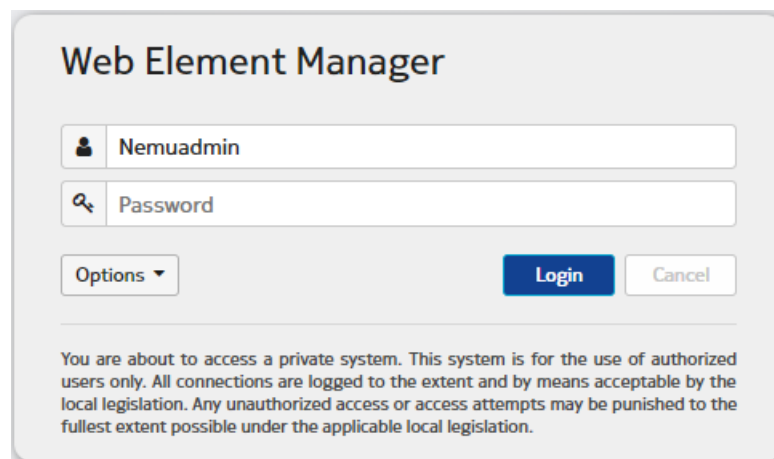 Web Element Manager
Nemuadmin
Password
Options
Login
Cancel
You are about to access a private system. This system is for the use of authorized
users only. All connections are logged to the extent and by means acceptable by the
local legislation. Any unauthorized access or access attempts may be punished to the
fullest extent possible under the applicable local legislation.